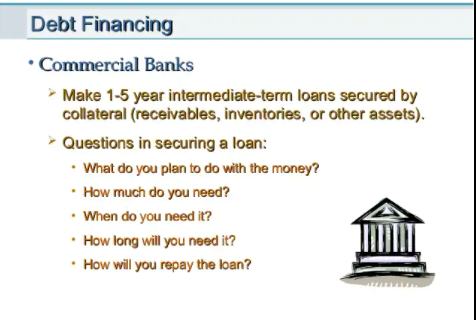 Debt Financing
• Commercial Banks
➢ Make 1-5 year intermediate-term loans secured by
collateral (receivables, inventories, or other assets).
➢ Questions in securing a loan:
• What do you plan to do with the money?
• How much do you need?
• When do you need it?
• How long will you need it?
• How will you repay the loan?